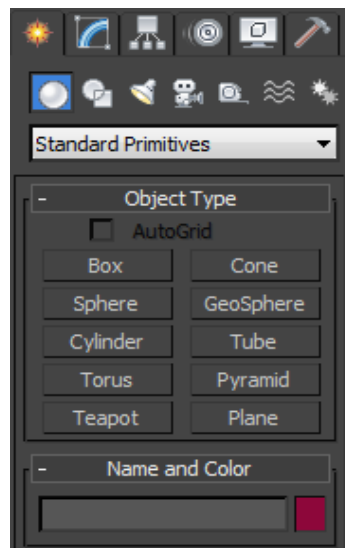 Standard Primitives
- Object Type
AutoGrid
Box Cone
Sphere GeoSphere
Cylinder Tube
Torus Pyramid
Teapot Plane
- Name and Color